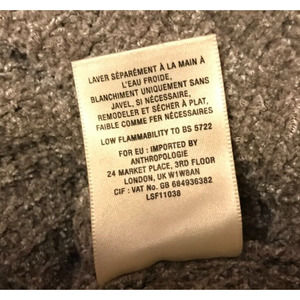 LAVER SÉPARÉMENT À LA MAIN À
L'EAU FROIDE,
BLANCHIMENT UNIQUEMENT SANS
JAVEL, SI NÉCESSAIRE,
REMODELER ET SÉCHER À PLAT,
FAIBLE COMME FER NÉCESSAIRES
LOW FLAMMABILITY TO BS 5722
FOR EU : IMPORTED BY
ANTHROPOLOGIE
24 MARKET PLACE, 3RD FLOOR
LONDON, UK W1W8AN
CIF : VAT No. GB 684936382
LSF11038